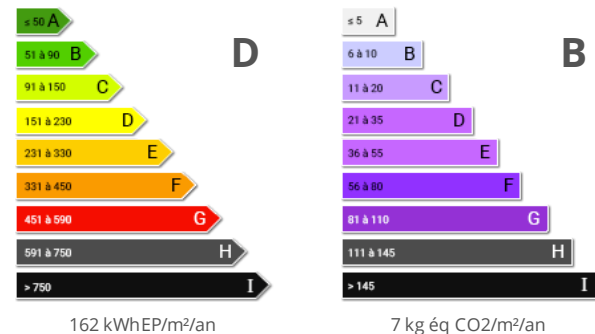 ≤ 50 A
51 à 90 B
91 à 150 C
151 à 230 D
231 à 330 E
331 à 450 F
451 à 590 G
591 à 750 H
> 750 I
D
162 kWhEP/m²/an
≤ 5 A
6 à 10 B
11 à 20 C
21 à 35 D
36 à 55 E
56 à 80 F
81 à 110 G
111 à 145 H
> 145 I
B
7 kg éq CO2/m²/an